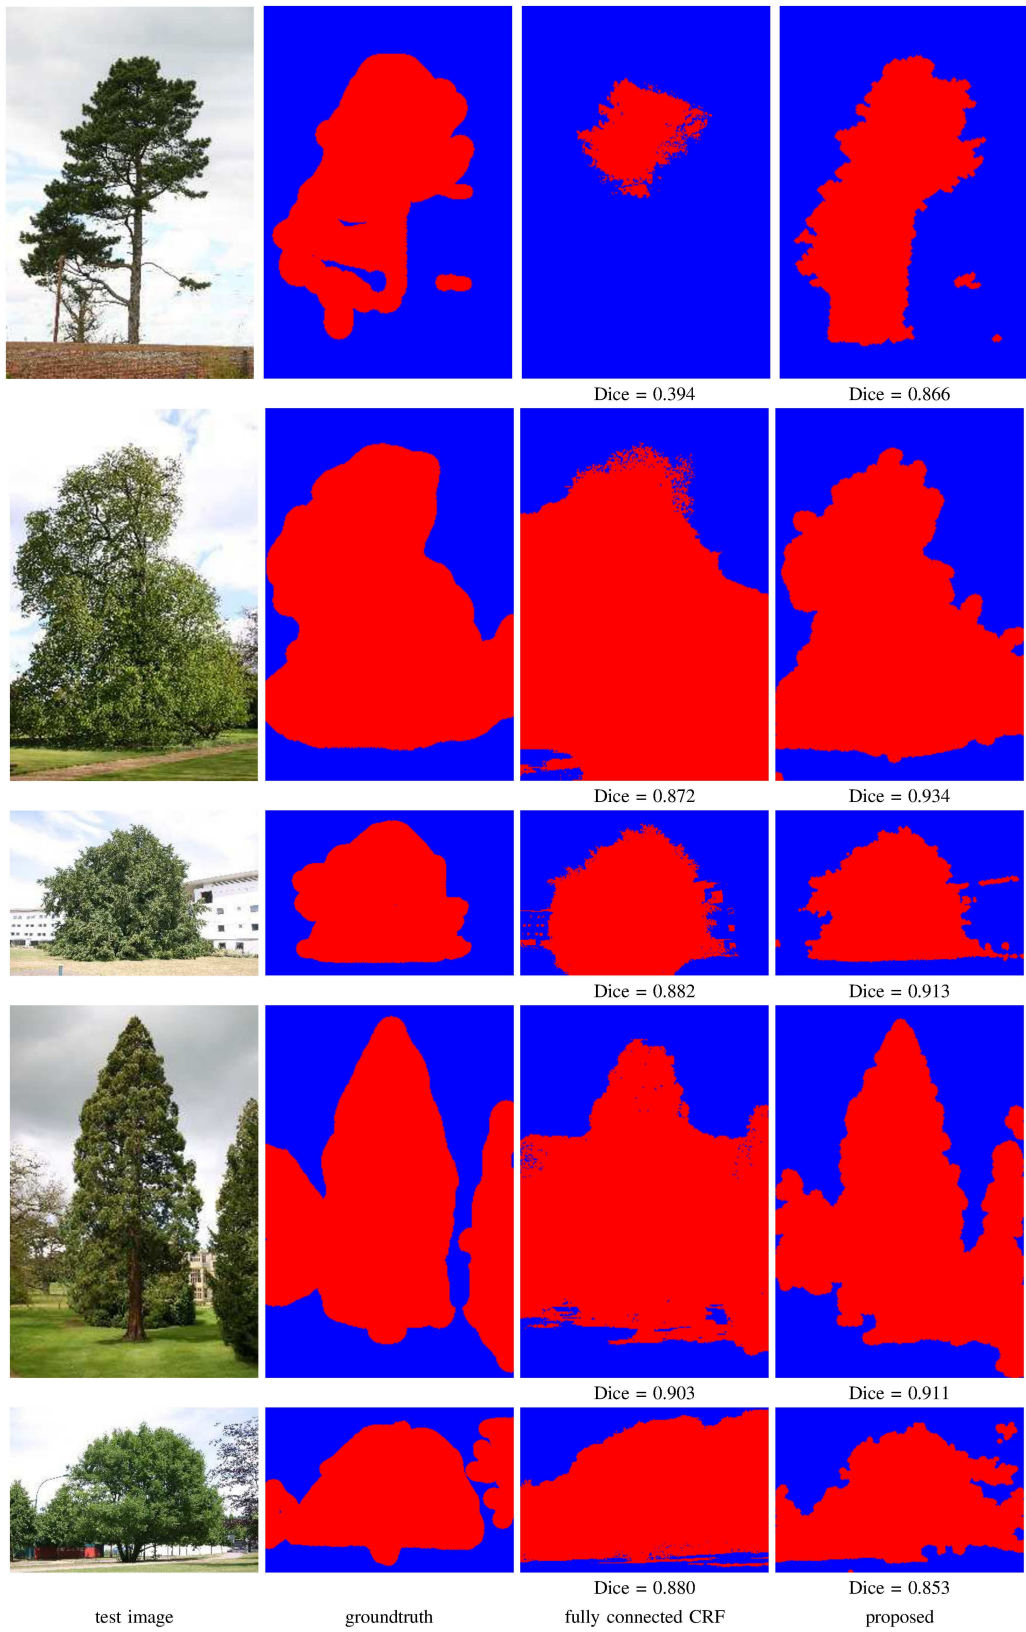 Dice = 0.394
Dice = 0.866
Dice = 0.872
Dice = 0.934
Dice = 0.882
Dice = 0.913
Dice = 0.903
Dice = 0.911
Dice = 0.880
Dice = 0.853
test image
groundtruth
fully connected CRF
proposed